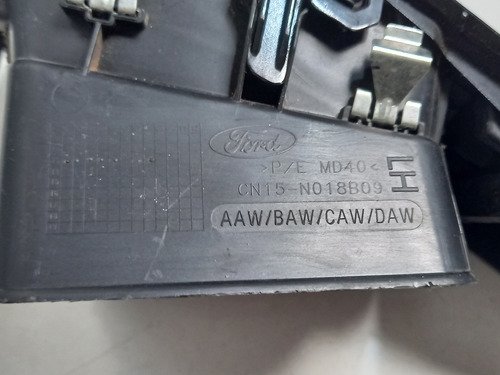 Ford
>P/E MD40<
CN15-N018B09
LH
AAW/BAW/CAW/DAW